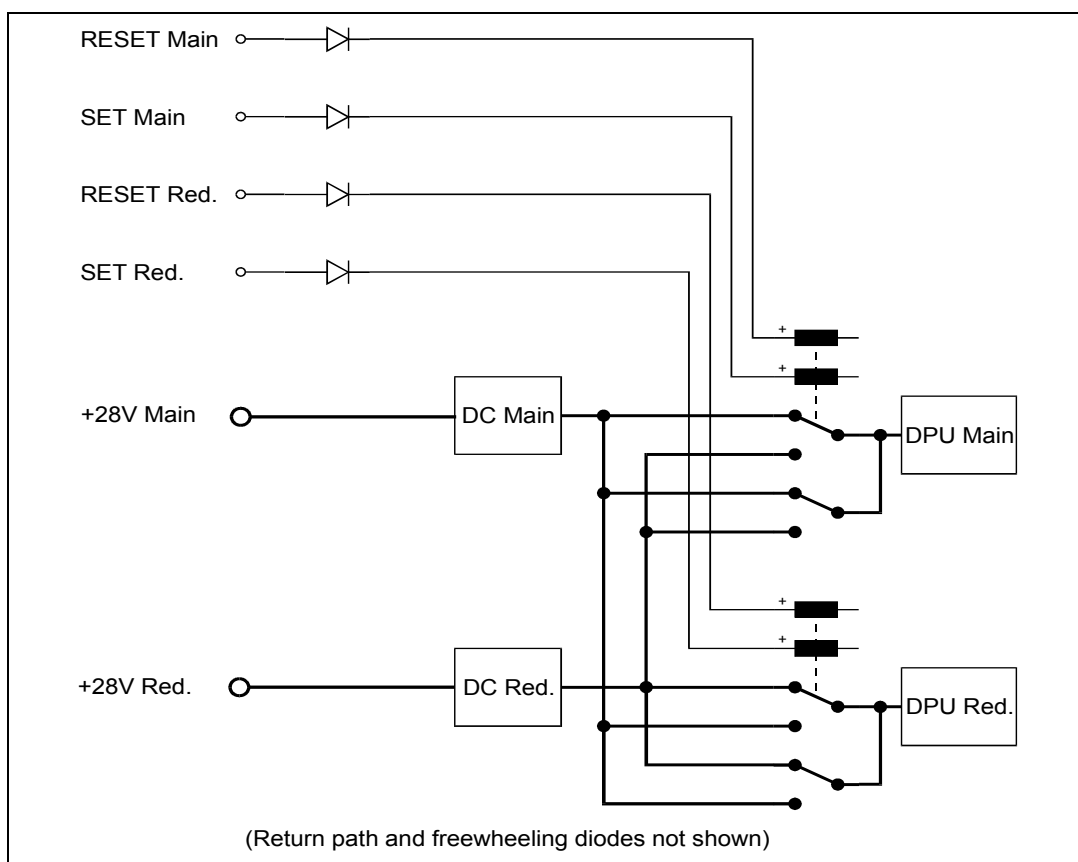 RESET Main
SET Main
RESET Red.
SET Red.
+
+
+28V Main
DC Main
DPU Main
+
+
+28V Red.
DC Red.
DPU Red.
(Return path and freewheeling diodes not shown)